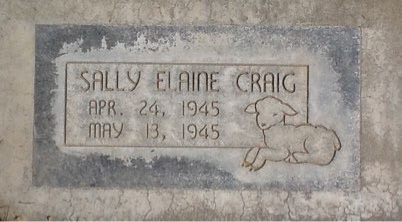 SALLY ELAINE CRAIG
APR. 24, 1945
MAY 13, 1945